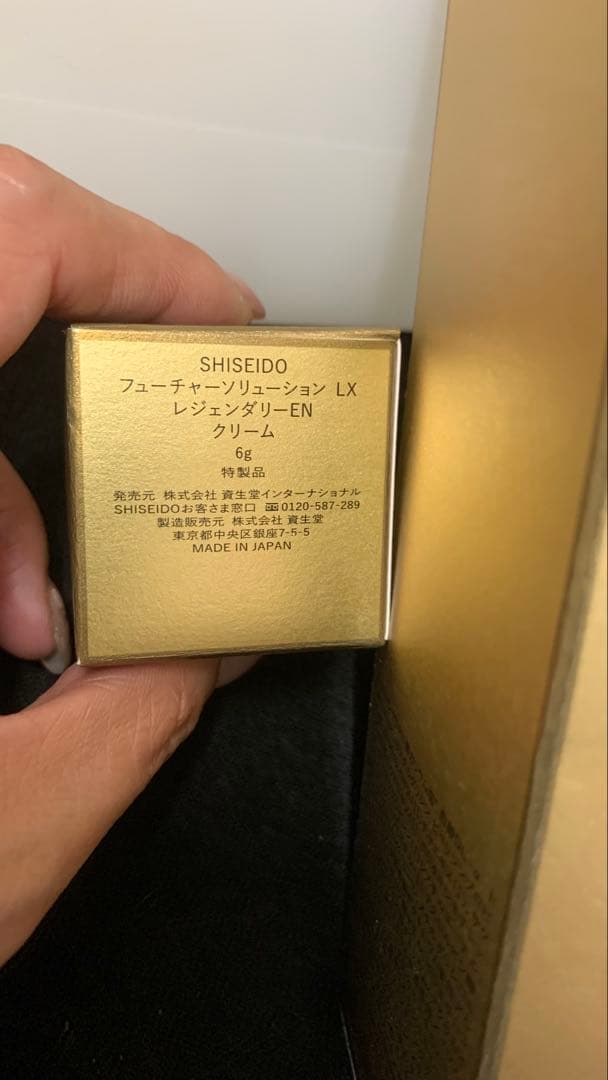 SHISEIDO
フューチャーソリューション LX
レジェンダリーEN
クリーム
6g
特製品
発売元 株式会社 資生堂インターナショナル
SHISEIDOお客さま窓口 0120-587-289
製造販売元 株式会社 資生堂
東京都中央区銀座7-5-5
MADE IN JAPAN